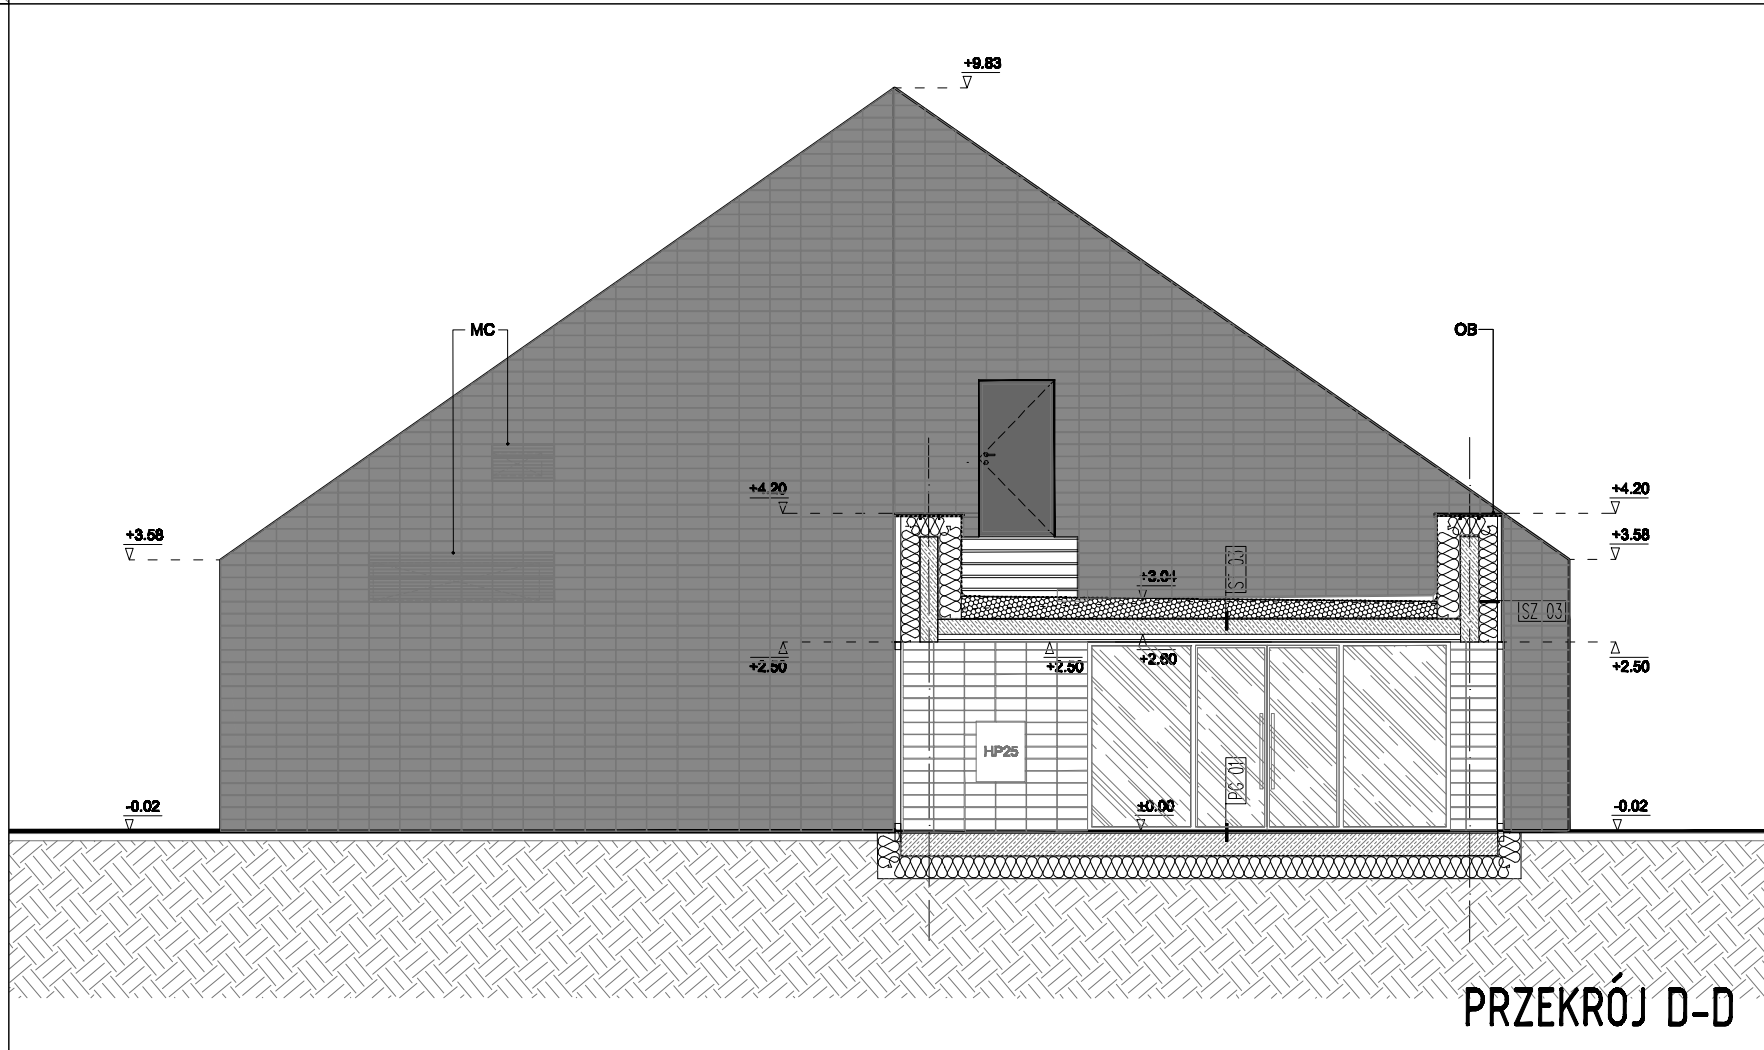 +9.83
MC
OB
+4.20
+4.20
+3.58
+3.58
+3.04
SZ 03
+2.50
+2.50
+2.60
+2.50
HP25
PG 01
-0.02
±0.00
-0.02
PRZEKRÓJ D-D